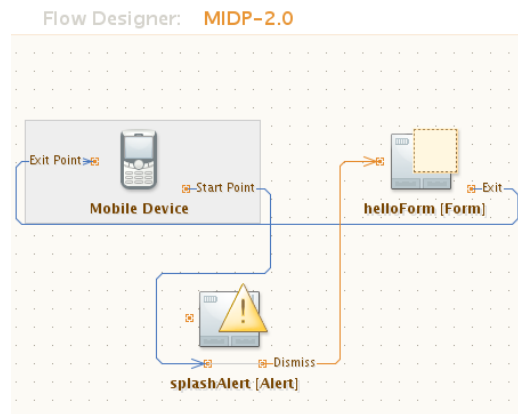 Flow Designer: MIDP-2.0
Exit Point
Start Point
Mobile Device
Exit
helloForm [Form]
Dismiss
splashAlert [Alert]